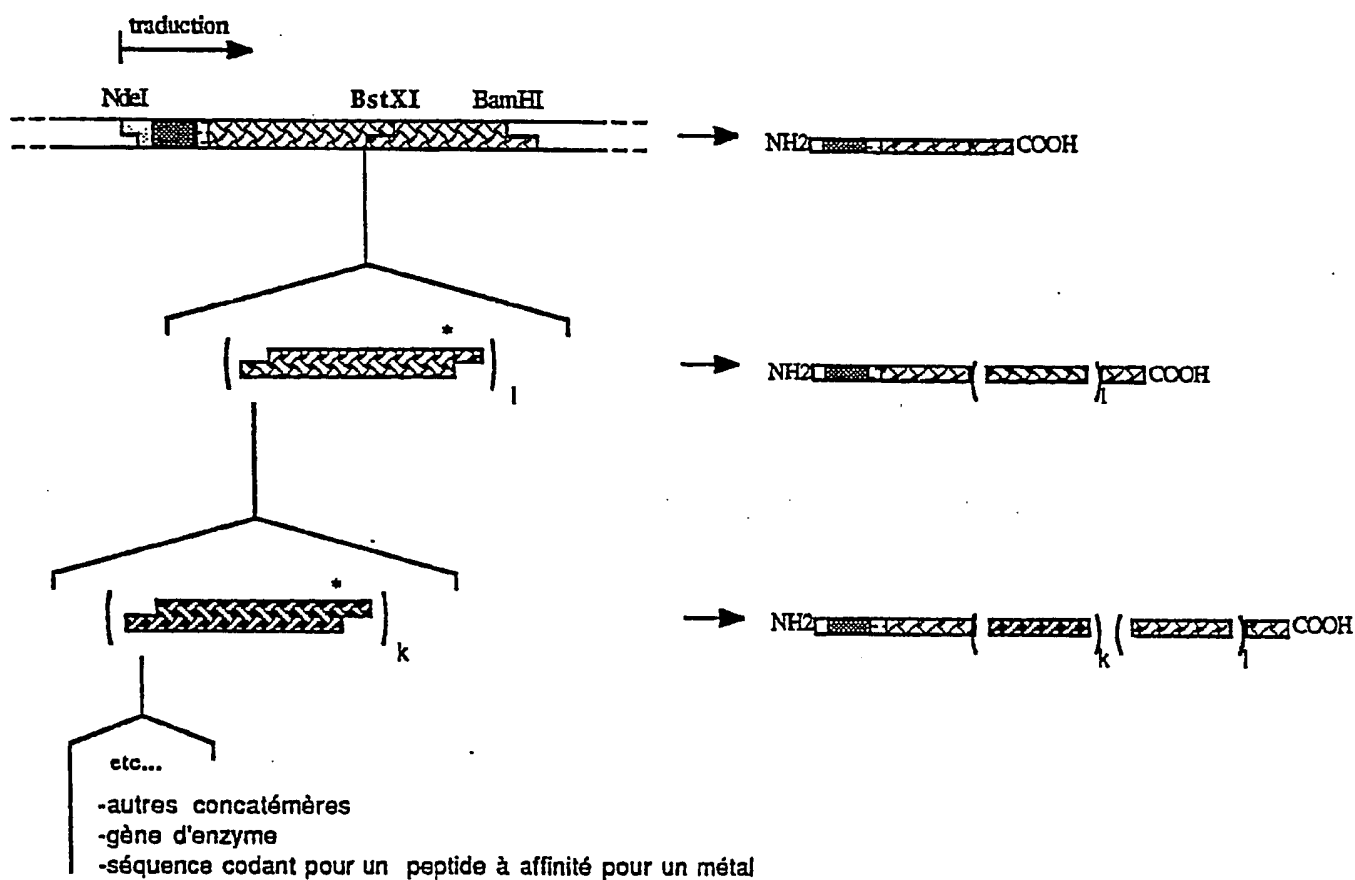 traduction
NdeI BstXI BamHI
NH2 COOH
*
( ) l
NH2 ( ) l COOH
*
( ) k
NH2 ( ) k ( ) l COOH
etc...
-autres concatémères
-gène d'enzyme
-séquence codant pour un peptide à affinité pour un métal